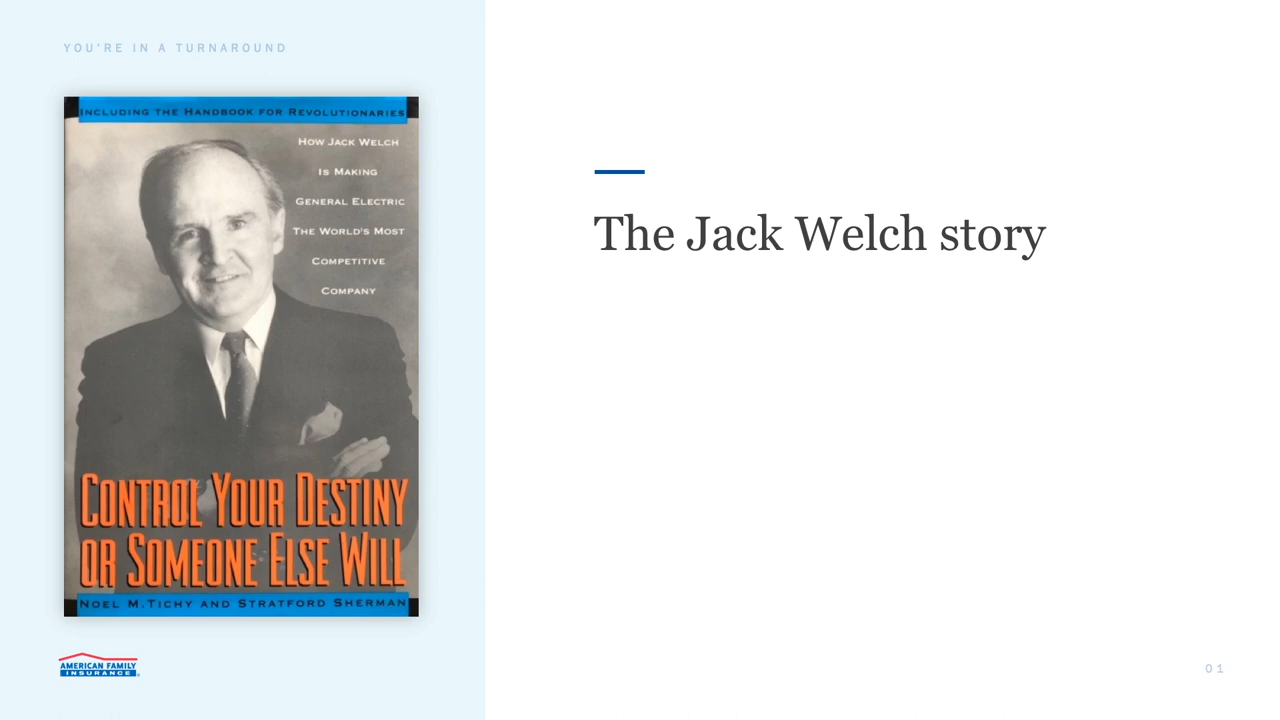 YOU'RE IN A TURNAROUND
INCLUDING THE HANDBOOK FOR REVOLUTIONARIES
HOW JACK WELCH
IS MAKING
GENERAL ELECTRIC
THE WORLD'S MOST
COMPETITIVE
COMPANY
CONTROL YOUR DESTINY
OR SOMEONE ELSE WILL
NOEL M. TICHY AND STRATFORD SHERMAN
AMERICAN FAMILY
INSURANCE
The Jack Welch story
01